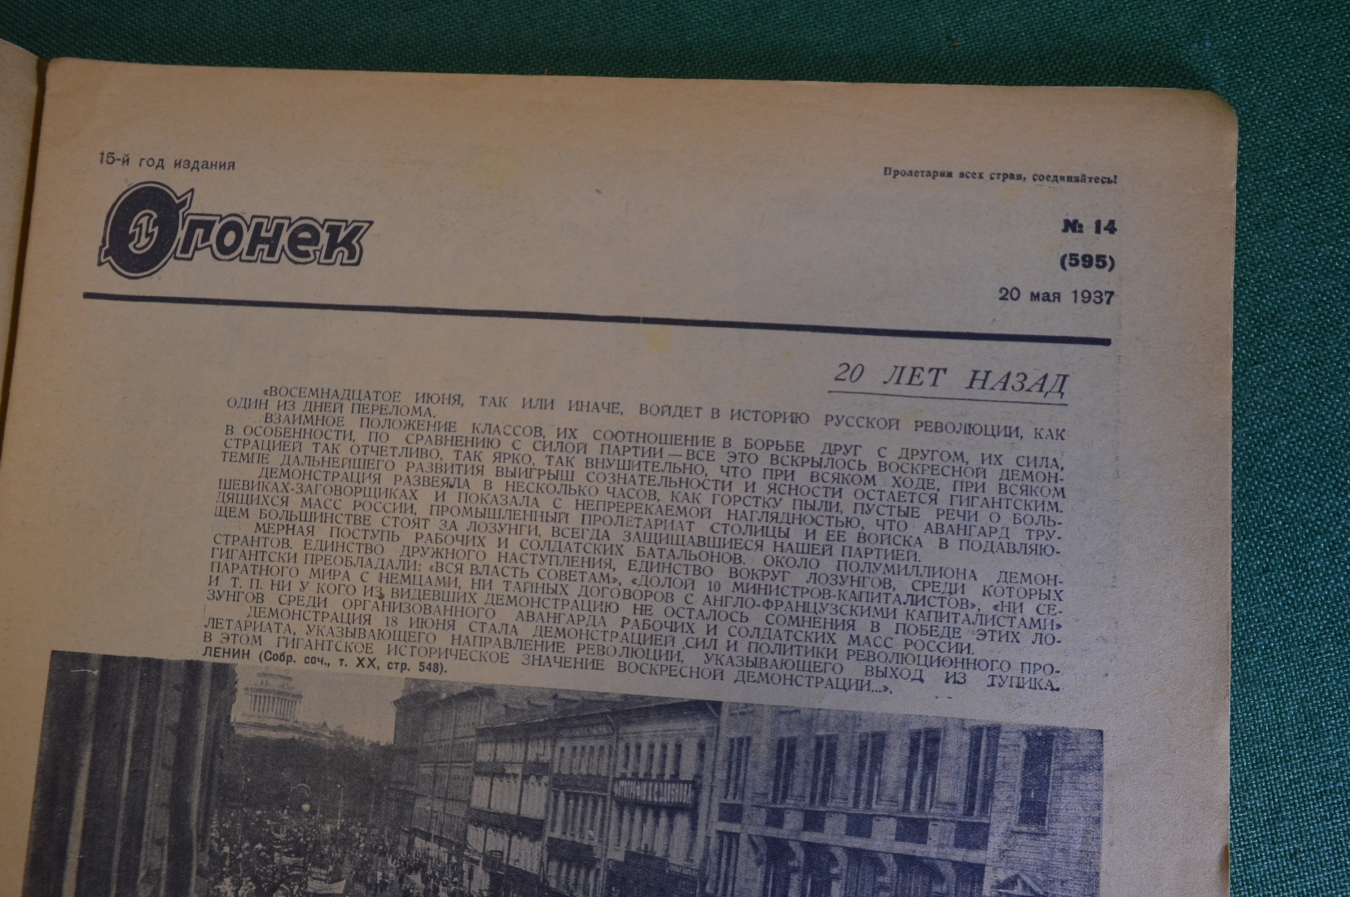 15-й год издания
Пролетарии всех стран, соединяйтесь!
Огонек
№ 14
(595)
20 мая 1937
20 ЛЕТ НАЗАД
«ВОСЕМНАДЦАТОЕ ИЮНЯ, ТАК ИЛИ ИНАЧЕ, ВОЙДЕТ В ИСТОРИЮ РУССКОЙ РЕВОЛЮЦИИ, КАК
ОДИН ИЗ ДНЕЙ ПЕРЕЛОМА.
ВЗАИМНОЕ ПОЛОЖЕНИЕ КЛАССОВ, ИХ СООТНОШЕНИЕ В БОРЬБЕ ДРУГ С ДРУГОМ, ИХ СИЛА,
В ОСОБЕННОСТИ, ПО СРАВНЕНИЮ С СИЛОЙ ПАРТИИ — ВСЕ ЭТО ВСКРЫЛОСЬ ВОСКРЕСНОЙ ДЕМОН-
СТРАЦИЕЙ ТАК ОТЧЕТЛИВО, ТАК ЯРКО, ТАК ВНУШИТЕЛЬНО, ЧТО ПРИ ВСЯКОМ ХОДЕ, ПРИ ВСЯКОМ
ТЕМПЕ ДАЛЬНЕЙШЕГО РАЗВИТИЯ ВЫИГРЫШ СОЗНАТЕЛЬНОСТИ И ЯСНОСТИ ОСТАЕТСЯ ГИГАНТСКИМ.
ДЕМОНСТРАЦИЯ РАЗВЕЯЛА В НЕСКОЛЬКО ЧАСОВ, КАК ГОРСТКУ ПЫЛИ, ПУСТЫЕ РЕЧИ О БОЛЬ-
ШЕВИКАХ-ЗАГОВОРЩИКАХ И ПОКАЗАЛА С НЕПРЕРЕКАЕМОЙ НАГЛЯДНОСТЬЮ, ЧТО АВАНГАРД ТРУ-
ДЯЩИХСЯ МАСС РОССИИ, ПРОМЫШЛЕННЫЙ ПРОЛЕТАРИАТ СТОЛИЦЫ И ЕЕ ВОЙСКА В ПОДАВЛЯЮ-
ЩЕМ БОЛЬШИНСТВЕ СТОЯТ ЗА ЛОЗУНГИ, ВСЕГДА ЗАЩИЩАВШИЕСЯ НАШЕЙ ПАРТИЕЙ.
МЕРНАЯ ПОСТУПЬ РАБОЧИХ И СОЛДАТСКИХ БАТАЛЬОНОВ. ОКОЛО ПОЛУМИЛЛИОНА ДЕМОН-
СТРАНТОВ. ЕДИНСТВО ДРУЖНОГО НАСТУПЛЕНИЯ, ЕДИНСТВО ВОКРУГ ЛОЗУНГОВ, СРЕДИ КОТОРЫХ
ГИГАНТСКИ ПРЕОБЛАДАЛИ: «ВСЯ ВЛАСТЬ СОВЕТАМ», «ДОЛОЙ 10 МИНИСТРОВ-КАПИТАЛИСТОВ», «НИ СЕ-
ПАРАТНОГО МИРА С НЕМЦАМИ, НИ ТАЙНЫХ ДОГОВОРОВ С АНГЛО-ФРАНЦУЗСКИМИ КАПИТАЛИСТАМИ»
И Т. П. НИ У КОГО ИЗ ВИДЕВШИХ ДЕМОНСТРАЦИЮ НЕ ОСТАЛОСЬ СОМНЕНИЯ В ПОБЕДЕ ЭТИХ ЛО-
ЗУНГОВ СРЕДИ ОРГАНИЗОВАННОГО АВАНГАРДА РАБОЧИХ И СОЛДАТСКИХ МАСС РОССИИ.
ДЕМОНСТРАЦИЯ 18 ИЮНЯ СТАЛА ДЕМОНСТРАЦИЕЙ СИЛ И ПОЛИТИКИ РЕВОЛЮЦИОННОГО ПРО-
ЛЕТАРИАТА, УКАЗЫВАЮЩЕГО НАПРАВЛЕНИЕ РЕВОЛЮЦИИ, УКАЗЫВАЮЩЕГО ВЫХОД ИЗ ТУПИКА.
В ЭТОМ ГИГАНТСКОЕ ИСТОРИЧЕСКОЕ ЗНАЧЕНИЕ ВОСКРЕСНОЙ ДЕМОНСТРАЦИИ...».
ЛЕНИН (Собр. соч., т. XX, стр. 548).